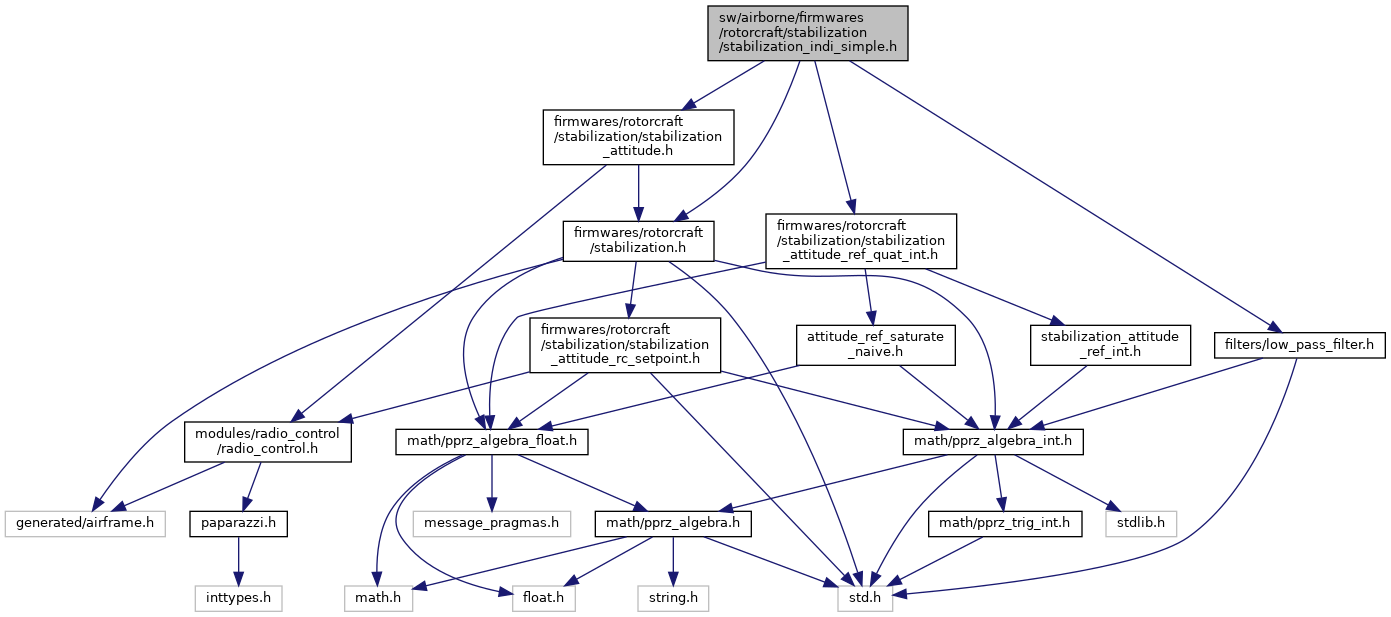 sw/airborne/firmwares
/rotorcraft/stabilization
/stabilization_indi_simple.h
firmwares/rotorcraft
/stabilization/stabilization
_attitude.h
firmwares/rotorcraft
/stabilization.h
firmwares/rotorcraft
/stabilization/stabilization
_attitude_ref_quat_int.h
firmwares/rotorcraft
/stabilization/stabilization
_attitude_rc_setpoint.h
attitude_ref_saturate
_naive.h
stabilization_attitude
_ref_int.h
filters/low_pass_filter.h
modules/radio_control
/radio_control.h
math/pprz_algebra_float.h
math/pprz_algebra_int.h
generated/airframe.h
paparazzi.h
message_pragmas.h
math/pprz_algebra.h
math/pprz_trig_int.h
stdlib.h
inttypes.h
math.h
float.h
string.h
std.h